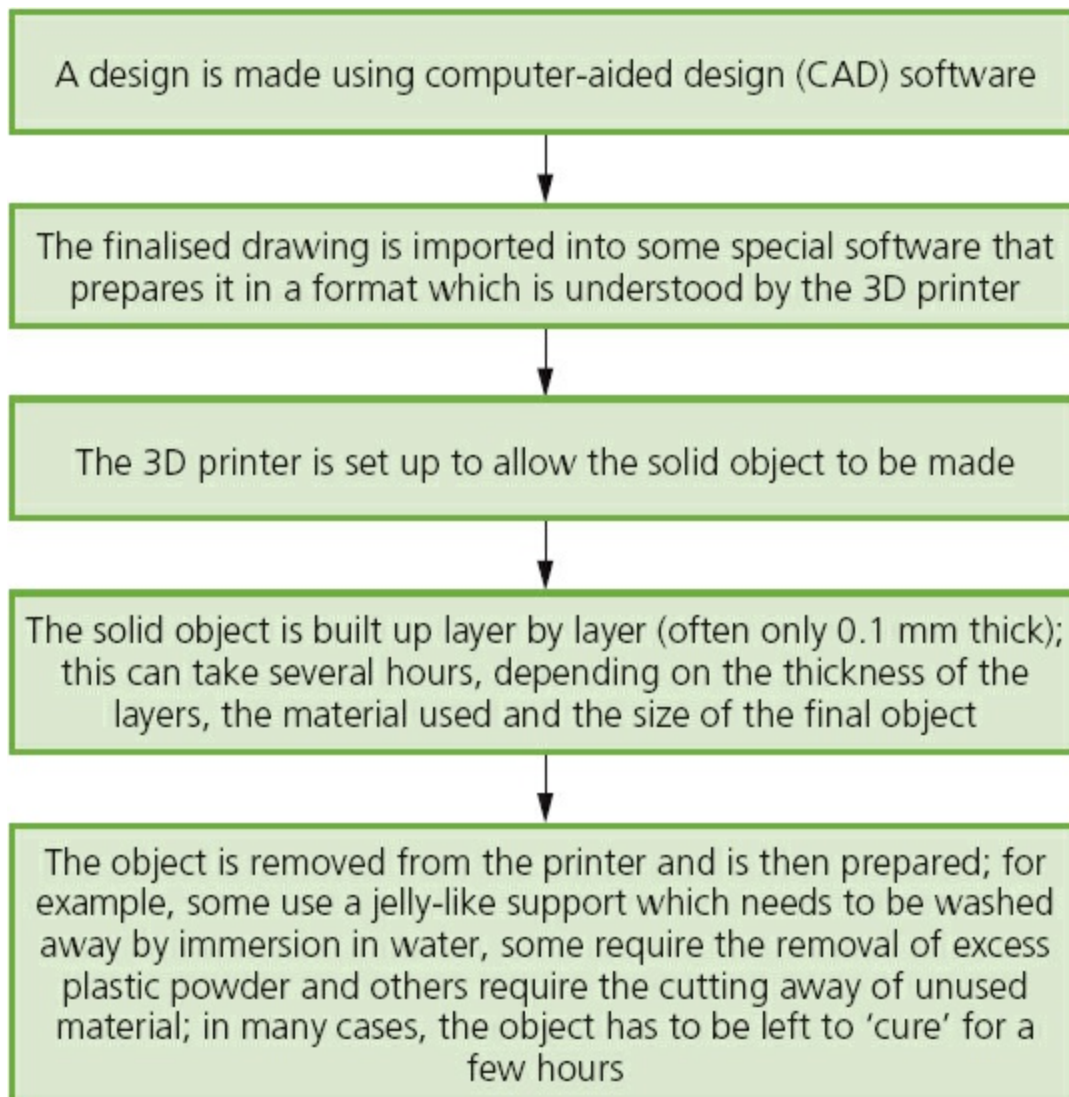 A design is made using computer-aided design (CAD) software
The finalised drawing is imported into some special software that
prepares it in a format which is understood by the 3D printer
The 3D printer is set up to allow the solid object to be made
The solid object is built up layer by layer (often only 0.1 mm thick);
this can take several hours, depending on the thickness of the
layers, the material used and the size of the final object
The object is removed from the printer and is then prepared; for
example, some use a jelly-like support which needs to be washed
away by immersion in water, some require the removal of excess
plastic powder and others require the cutting away of unused
material; in many cases, the object has to be left to ‘cure’ for a
few hours